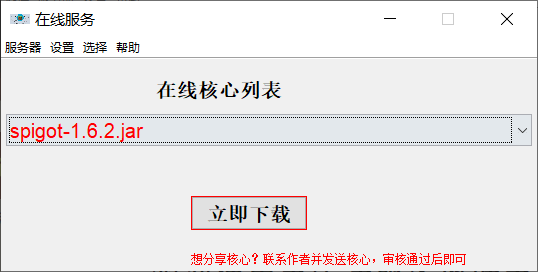 在线服务
服务器 设置 选择 帮助
在线核心列表
spigot-1.6.2.jar
立即下载
想分享核心？联系作者并发送核心，审核通过后即可